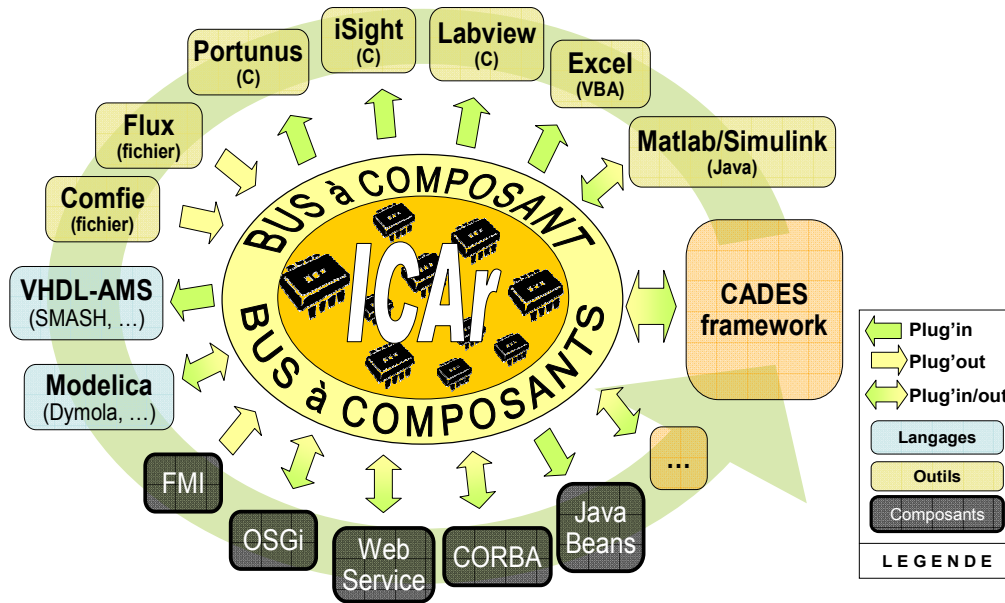 iSight
(C)
Labview
(C)
Portunus
(C)
Excel
(VBA)
Flux
(fichier)
Matlab/Simulink
(Java)
Comfie
(fichier)
BUS à COMPOSANT
ICAr
BUS à COMPOSANTS
VHDL-AMS
(SMASH, ...)
CADES
framework
Modelica
(Dymola, ...)
...
FMI
OSGi
Web
Service
CORBA
Java
Beans
Plug'in
Plug'out
Plug'in/out
Langages
Outils
Composants
LEGENDE